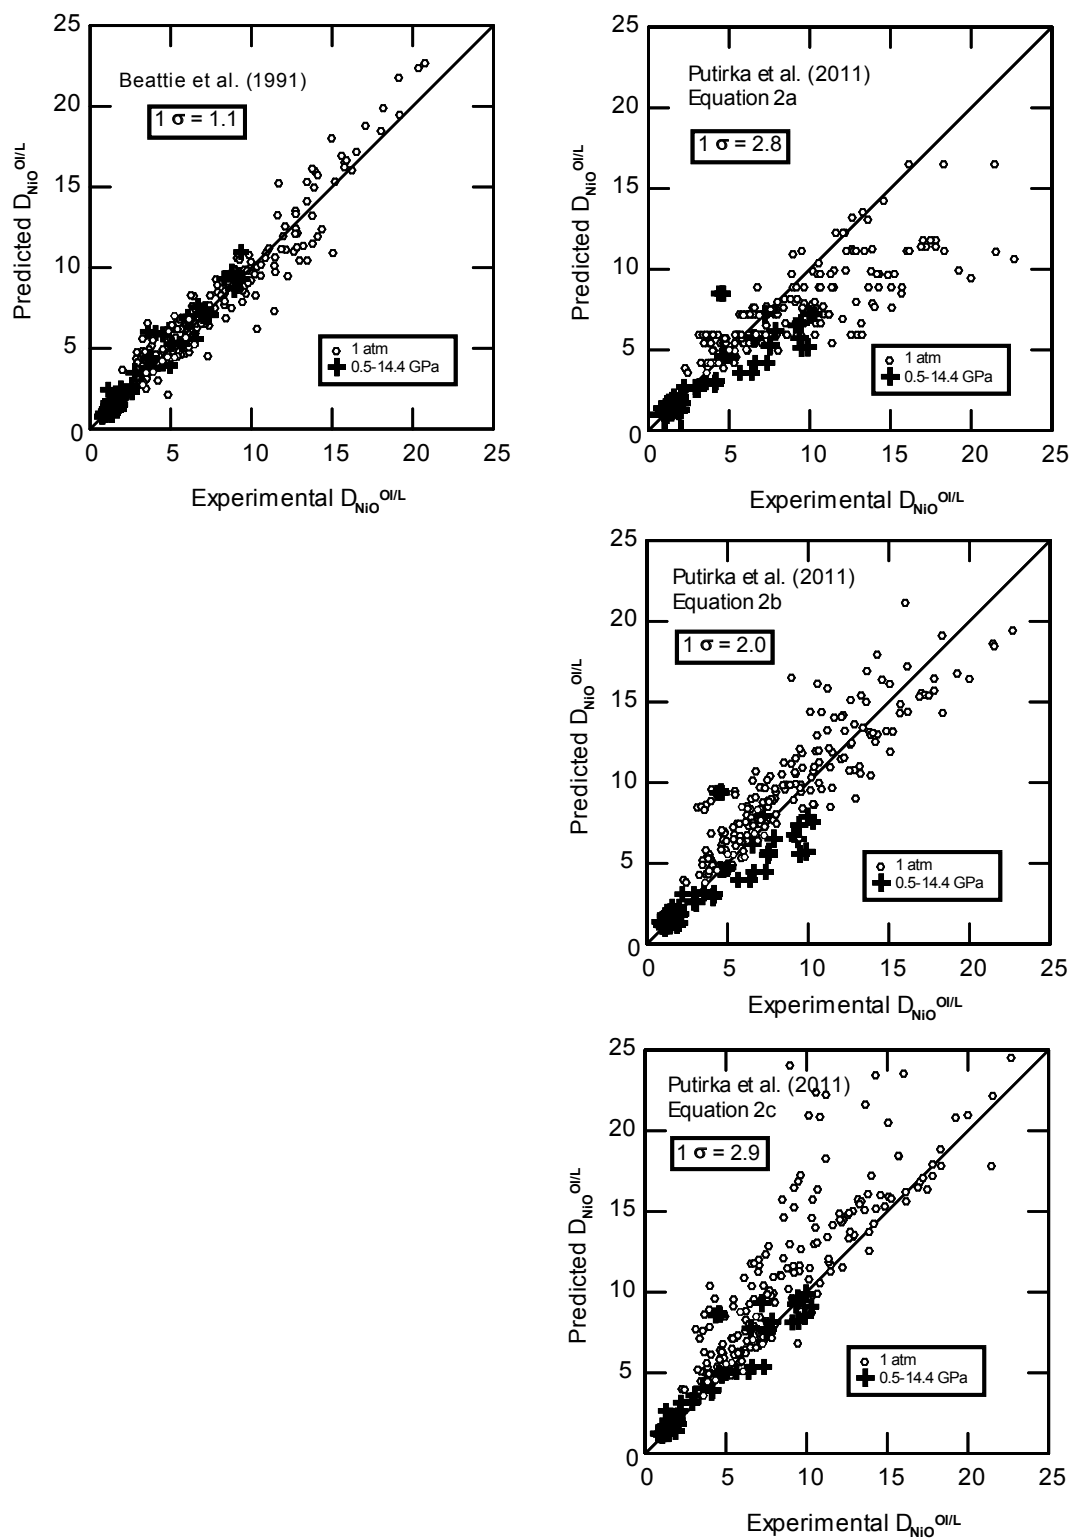 25
20
15
10
5
0
0 5 10 15 20 25
Predicted D_NiO^Ol/L
Beattie et al. (1991)
1 σ = 1.1
1 atm
0.5-14.4 GPa
Experimental D_NiO^Ol/L
25
20
15
10
5
0
0 5 10 15 20 25
Predicted D_NiO^Ol/L
Putirka et al. (2011)
Equation 2a
1 σ = 2.8
1 atm
0.5-14.4 GPa
Experimental D_NiO^Ol/L
25
20
15
10
5
0
0 5 10 15 20 25
Predicted D_NiO^Ol/L
Putirka et al. (2011)
Equation 2b
1 σ = 2.0
1 atm
0.5-14.4 GPa
Experimental D_NiO^Ol/L
25
20
15
10
5
0
0 5 10 15 20 25
Predicted D_NiO^Ol/L
Putirka et al. (2011)
Equation 2c
1 σ = 2.9
1 atm
0.5-14.4 GPa
Experimental D_NiO^Ol/L